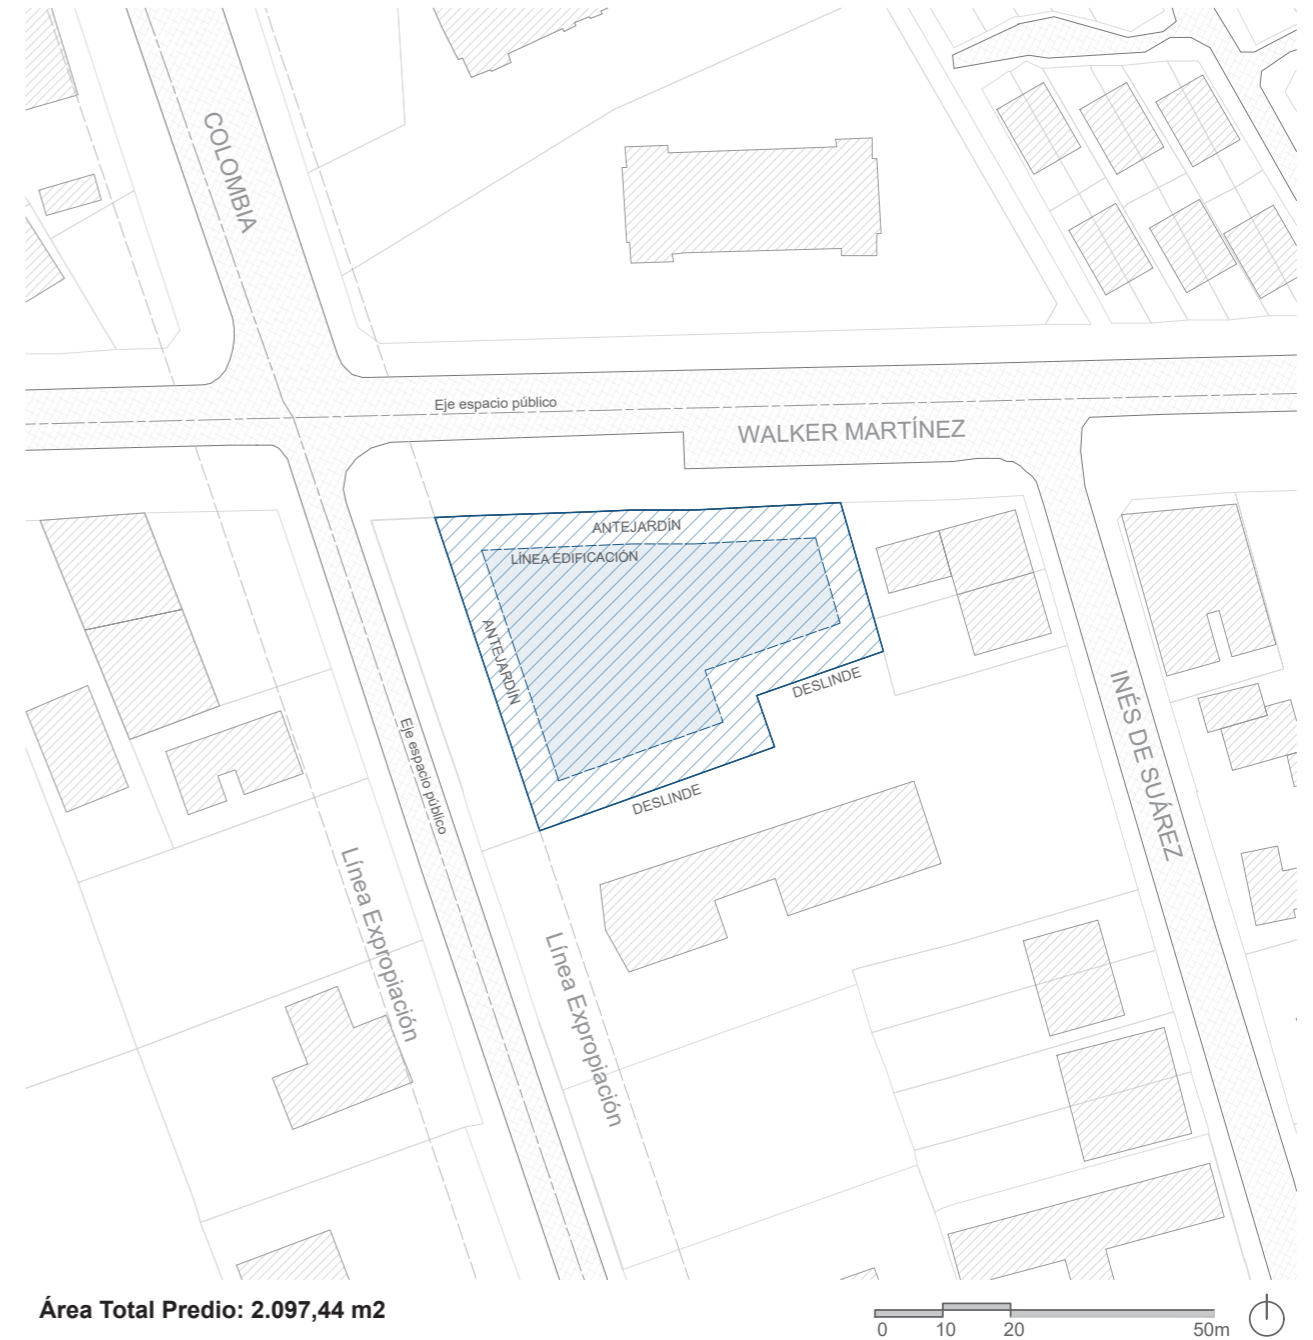 COLOMBIA
Eje espacio público
WALKER MARTÍNEZ
ANTEJARDÍN
LÍNEA EDIFICACIÓN
ANTEJARDÍN
DESLINDE
DESLINDE
INÉS DE SUÁREZ
Eje espacio público
Línea Expropiación
Línea Expropiación
Área Total Predio: 2.097,44 m2
0 10 20 50m